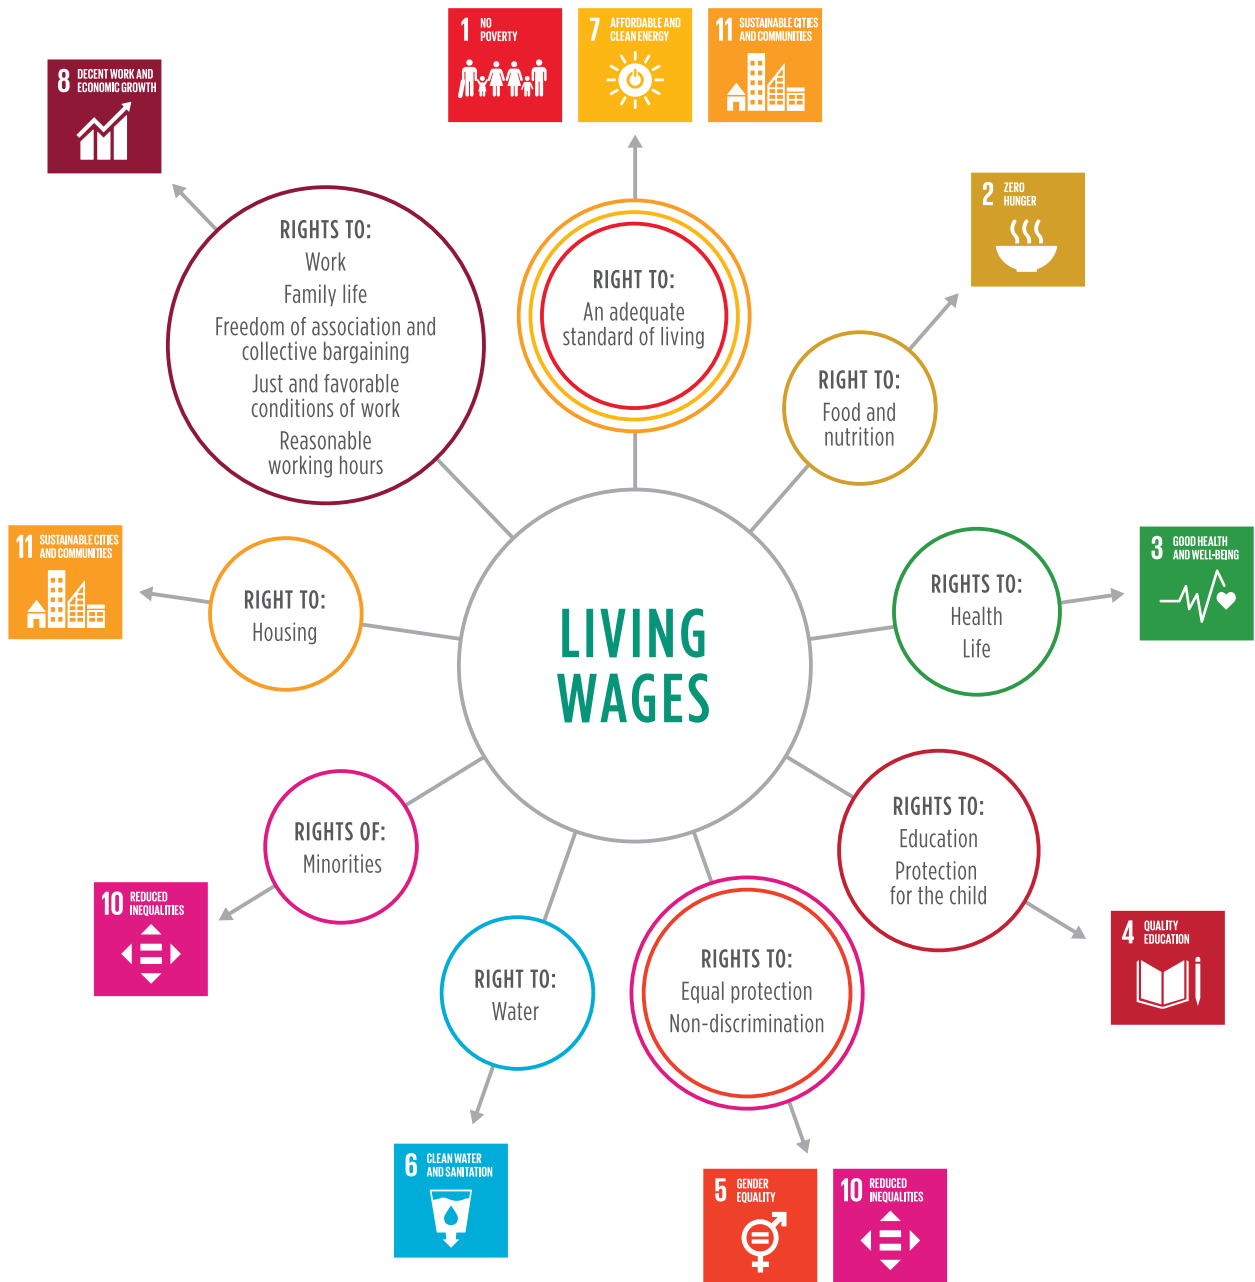 1 NO
POVERTY
7 AFFORDABLE AND
CLEAN ENERGY
11 SUSTAINABLE CITIES
AND COMMUNITIES
8 DECENT WORK AND
ECONOMIC GROWTH
2 ZERO
HUNGER
RIGHTS TO:
Work
Family life
Freedom of association and
collective bargaining
Just and favorable
conditions of work
Reasonable
working hours
RIGHT TO:
An adequate
standard of living
RIGHT TO:
Food and
nutrition
11 SUSTAINABLE CITIES
AND COMMUNITIES
RIGHT TO:
Housing
LIVING
WAGES
RIGHTS TO:
Health
Life
3 GOOD HEALTH
AND WELL-BEING
RIGHTS OF:
Minorities
10 REDUCED
INEQUALITIES
RIGHTS TO:
Education
Protection
for the child
4 QUALITY
EDUCATION
RIGHT TO:
Water
RIGHTS TO:
Equal protection
Non-discrimination
6 CLEAN WATER
AND SANITATION
5 GENDER
EQUALITY
10 REDUCED
INEQUALITIES